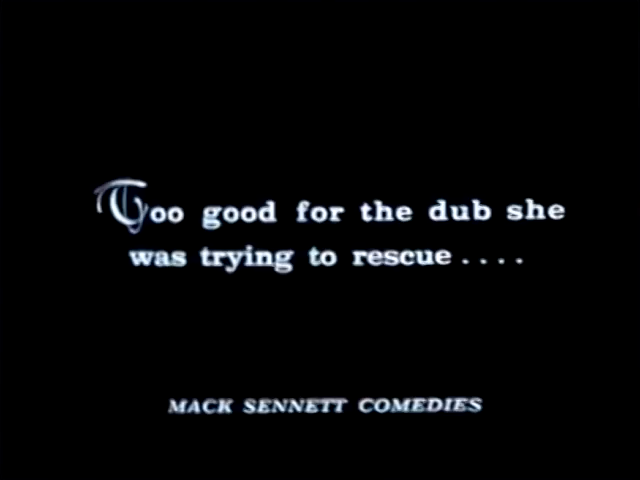 Too good for the dub she
was trying to rescue....
MACK SENNETT COMEDIES